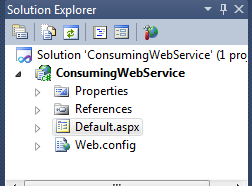 Solution Explorer
Solution 'ConsumingWebService' (1 proj
ConsumingWebService
Properties
References
Default.aspx
Web.config